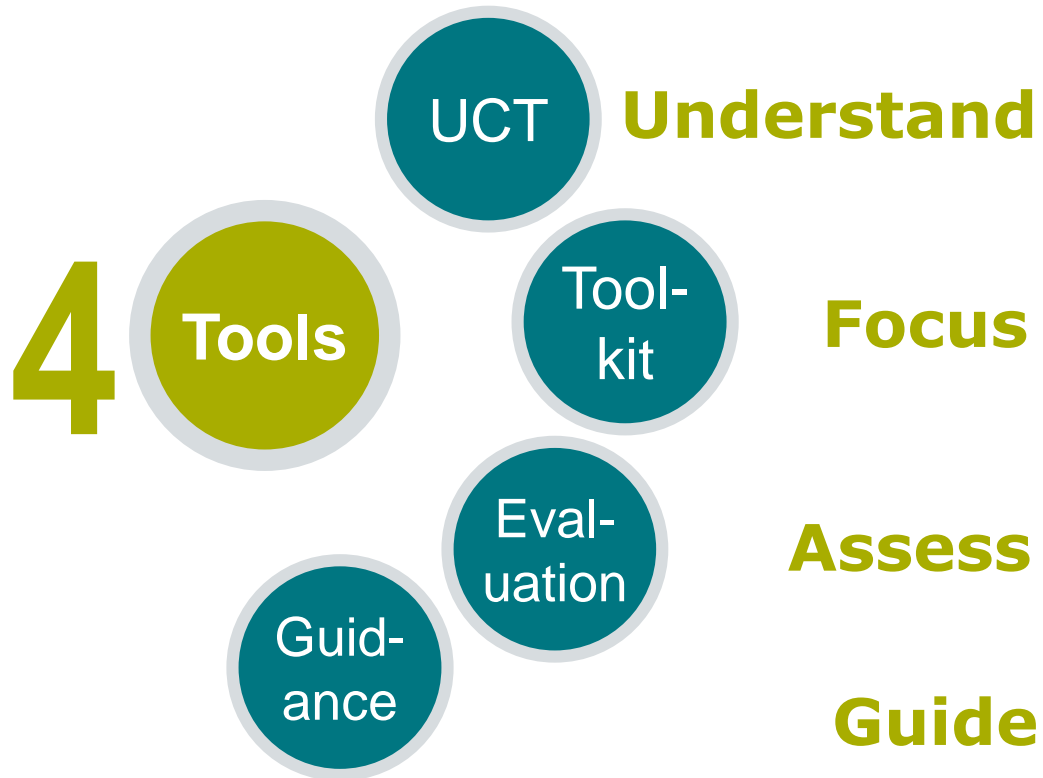 UCT Understand
4 Tools
Tool-
kit
Focus
Eval-
uation
Assess
Guid-
ance
Guide